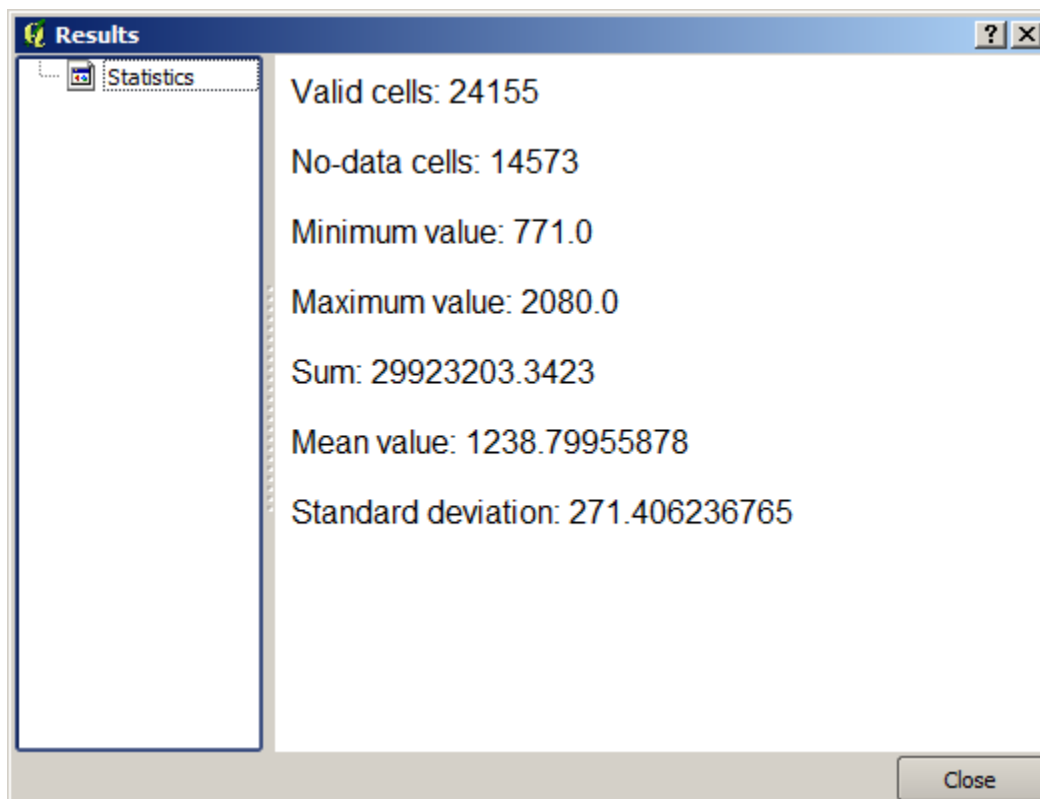 Results
Statistics
Valid cells: 24155
No-data cells: 14573
Minimum value: 771.0
Maximum value: 2080.0
Sum: 29923203.3423
Mean value: 1238.79955878
Standard deviation: 271.406236765
Close